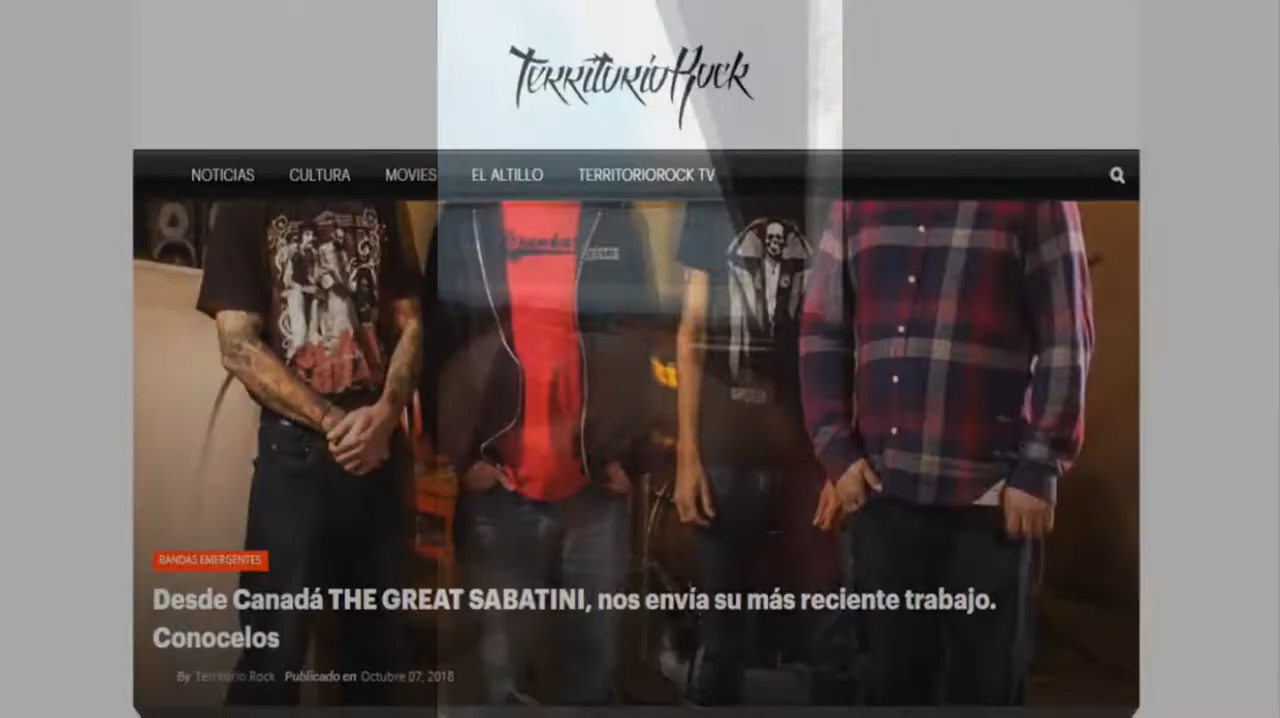 TerritorioRock
NOTICIAS CULTURA MOVIES EL ALTILLO TERRITORIOROCK TV
BANDAS EMERGENTES
Desde Canadá THE GREAT SABATINI, nos envía su más reciente trabajo.
Conocelos
By Territorio Rock Publicado en Octubre 07, 2018